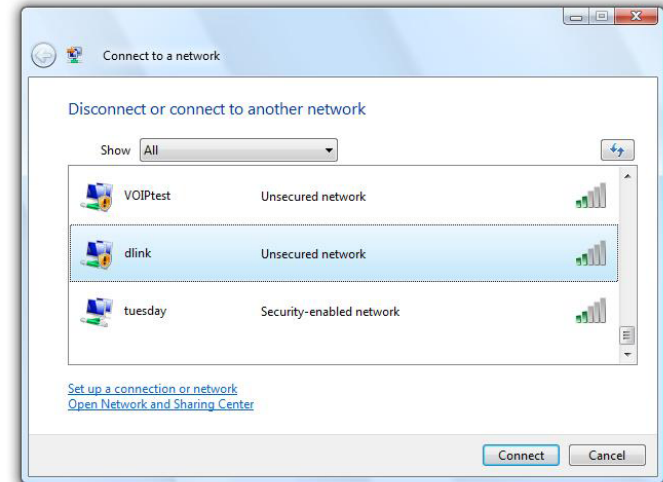 Connect to a network
Disconnect or connect to another network
Show All
VOIPtest Unsecured network
dlink Unsecured network
tuesday Security-enabled network
Set up a connection or network
Open Network and Sharing Center
Connect Cancel